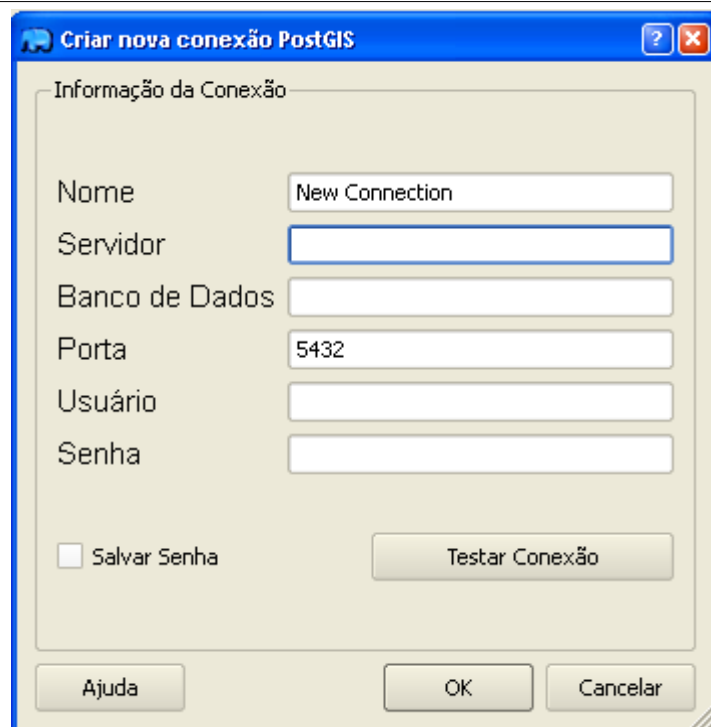 Criar nova conexão PostGIS
Informação da Conexão
Nome New Connection
Servidor
Banco de Dados
Porta 5432
Usuário
Senha
Salvar Senha Testar Conexão
Ajuda OK Cancelar